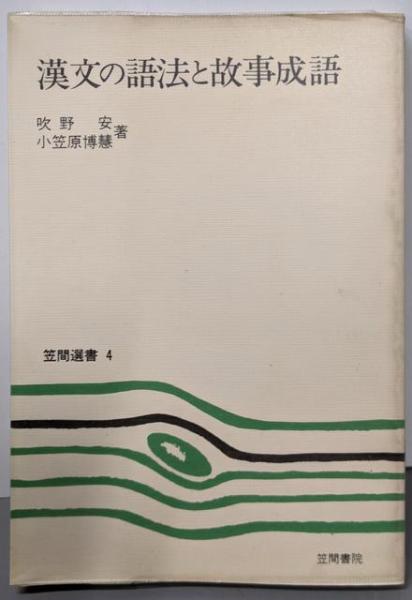 漢文の語法と故事成語
吹野 安
小笠原博慧
著
笠間選書 4
笠間書院